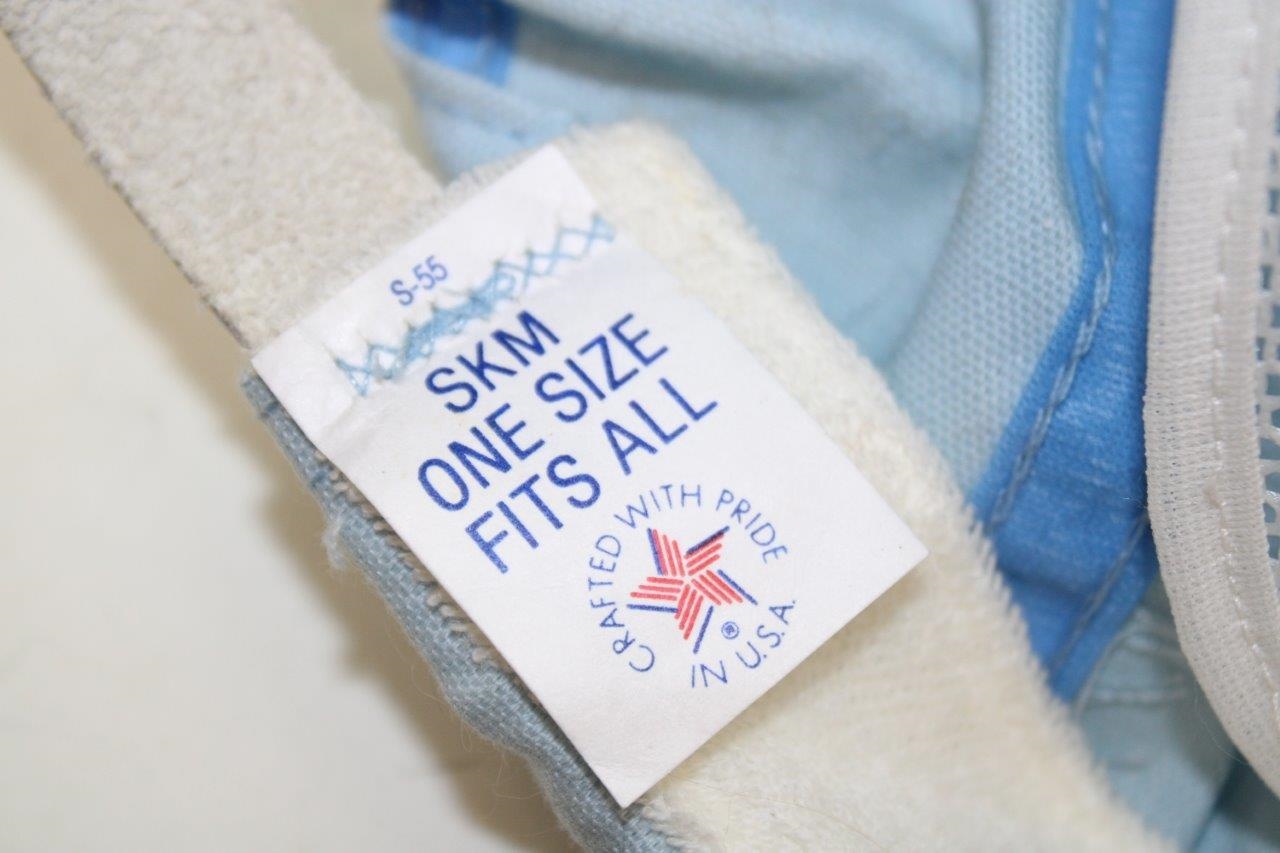 S-55
SKM
ONE SIZE
FITS ALL
CRAFTED WITH PRIDE
IN U.S.A.
®